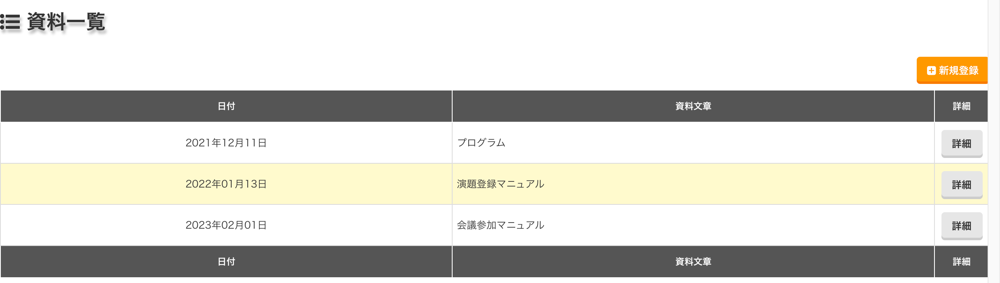 資料一覧
新規登録
日付 資料文章 詳細
2021年12月11日 プログラム 詳細
2022年01月13日 演題登録マニュアル 詳細
2023年02月01日 会議参加マニュアル 詳細
日付 資料文章 詳細